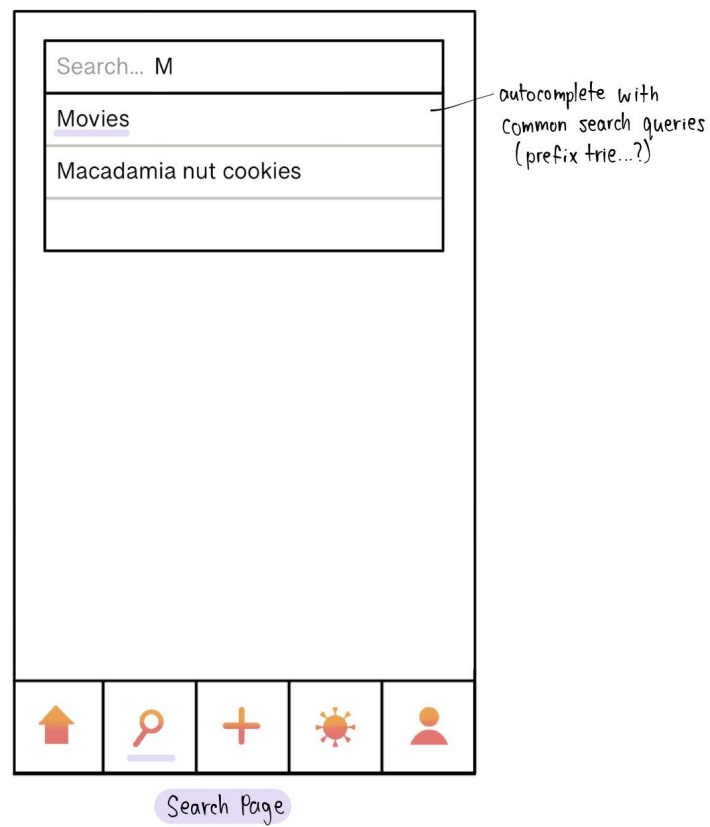 Search... M
Movies
Macadamia nut cookies
autocomplete with
common search queries
(prefix trie...?)
Search Page